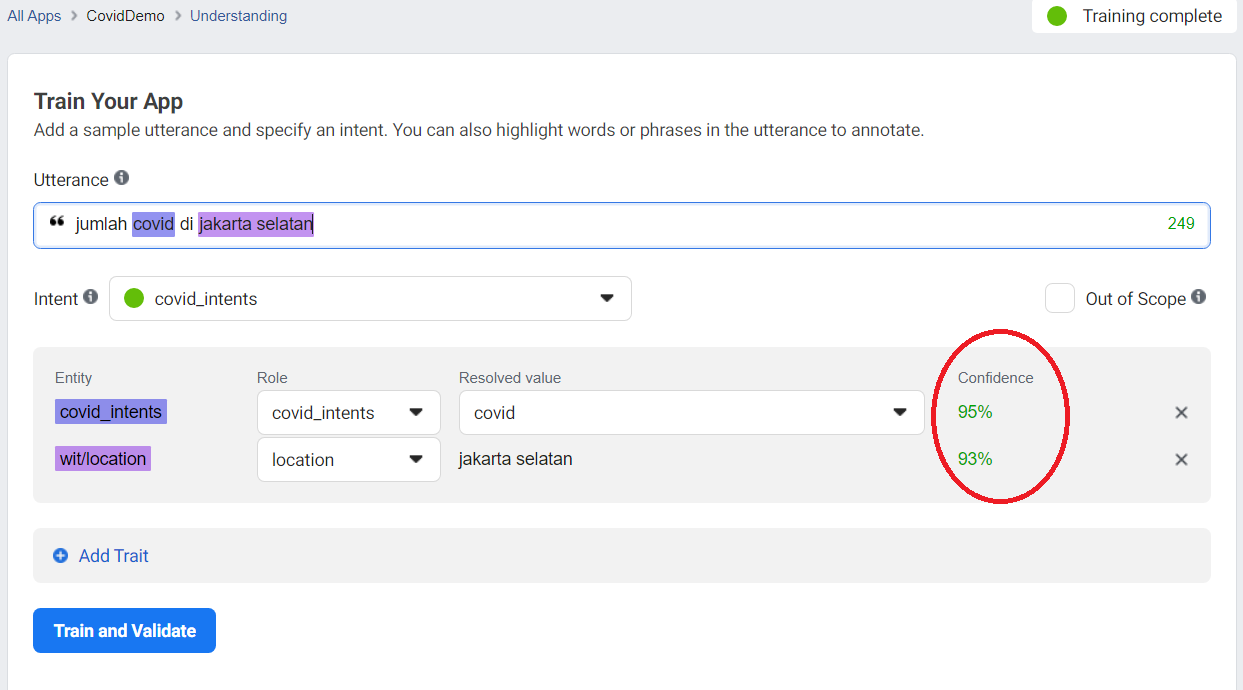 All Apps > CovidDemo > Understanding
Training complete
Train Your App
Add a sample utterance and specify an intent. You can also highlight words or phrases in the utterance to annotate.
Utterance
“ jumlah covid di jakarta selatan 249
Intent covid_intents Out of Scope
Entity Role Resolved value Confidence
covid_intents covid_intents covid 95%
wit/location location jakarta selatan 93%
Add Trait
Train and Validate